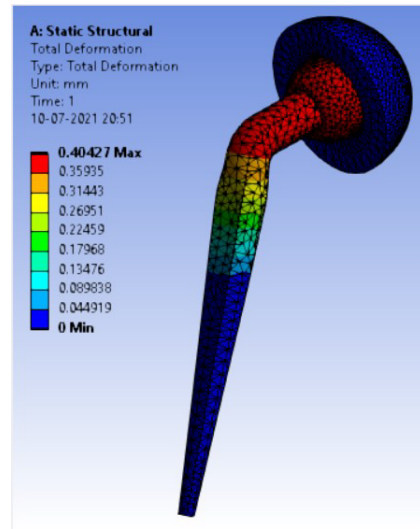 A: Static Structural
Total Deformation
Type: Total Deformation
Unit: mm
Time: 1
10-07-2021 20:51
0.40427 Max
0.35935
0.31443
0.26951
0.22459
0.17968
0.13476
0.089838
0.044919
0 Min